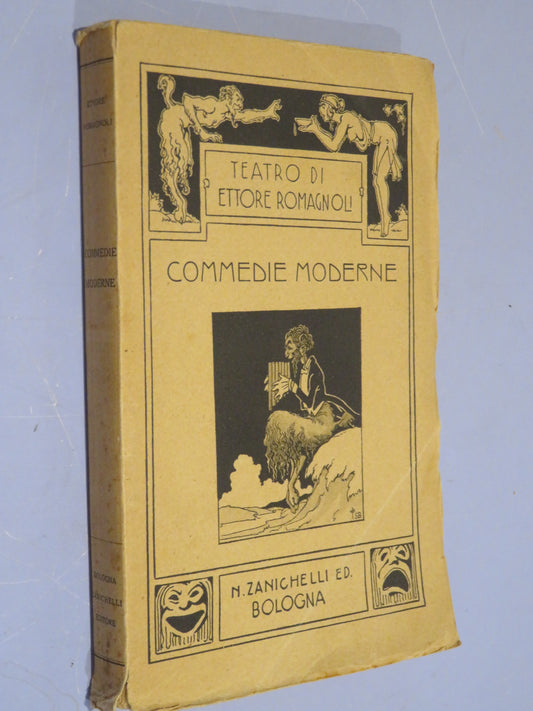 TEATRO DI
ETTORE ROMAGNOLI
COMMEDIE MODERNE
N. ZANICHELLI ED.
BOLOGNA
ETTORE
ROMAGNOLI
COMMEDIE
MODERNE
BOLOGNA
ZANICHELLI
EDITORE